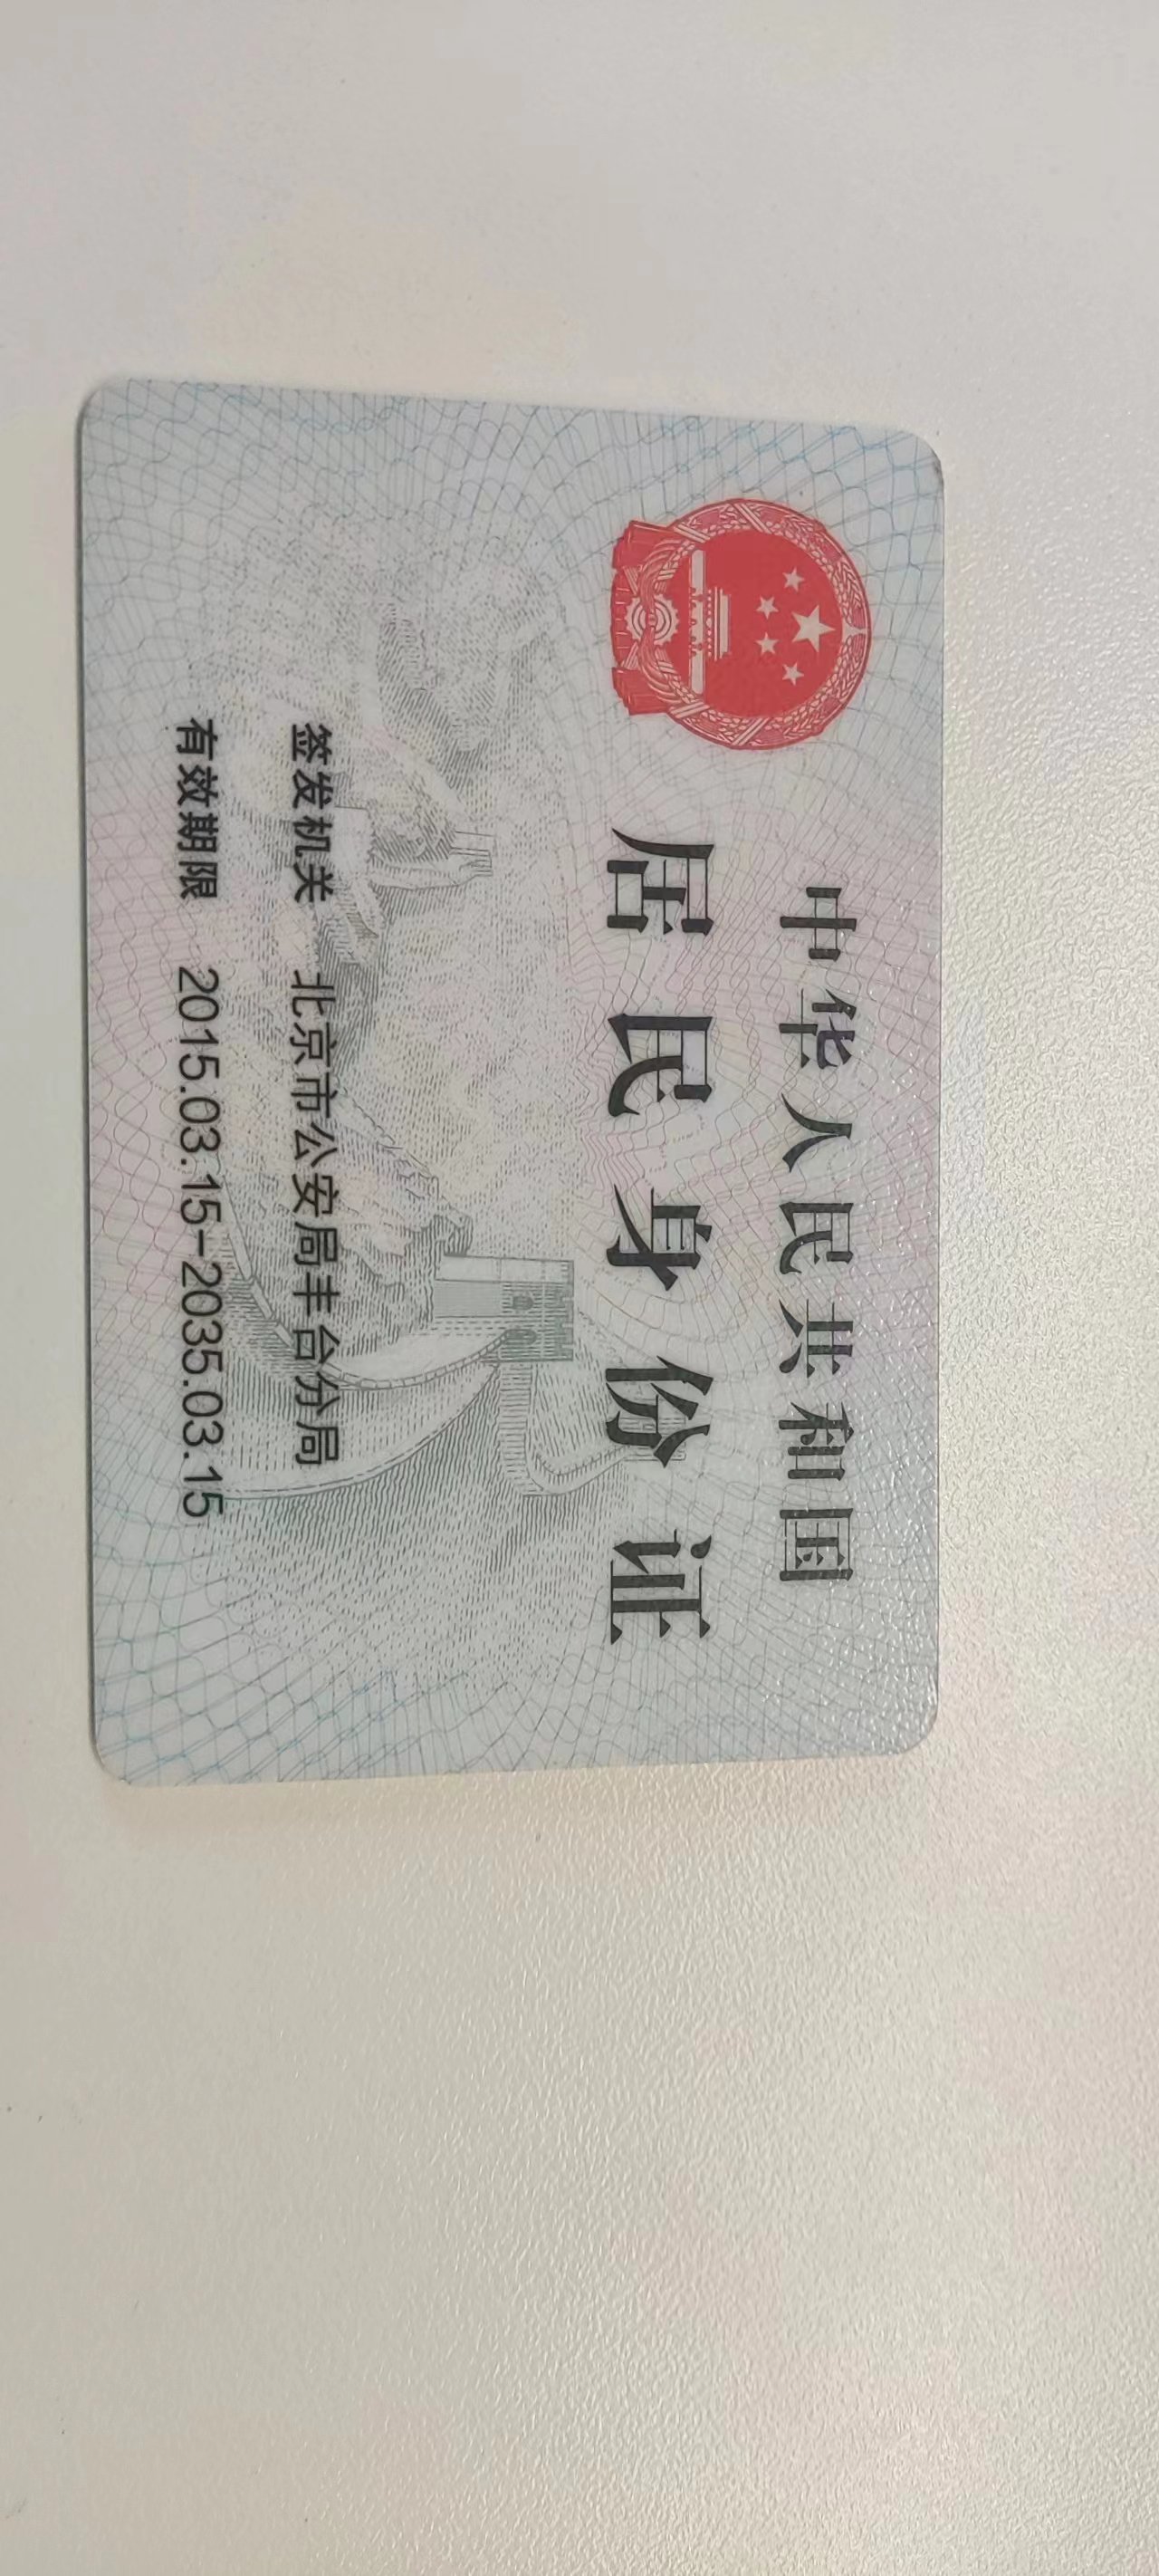 中华人民共和国
居民身份证
签发机关 北京市公安局丰台分局
有效期限 2015.03.15-2035.03.15